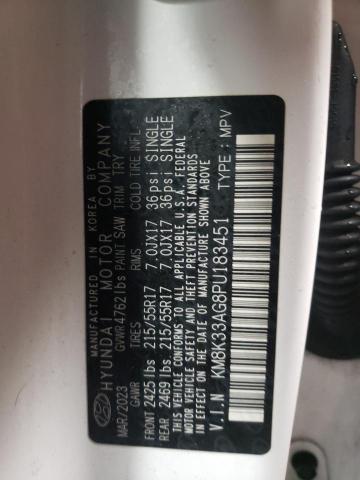 MANUFACTURED IN KOREA BY
HYUNDAI MOTOR COMPANY
MAR/2023 GVWR 4762 lbs PAINT SAW TRIM TRY
GAWR TIRES RIMS COLD TIRE INFL.
FRONT 2425 lbs 215/55R17 7.0JX17 36psi SINGLE
REAR 2469 lbs 215/55R17 7.0JX17 36psi SINGLE
THIS VEHICLE CONFORMS TO ALL APPLICABLE U.S.A. FEDERAL
MOTOR VEHICLE SAFETY, BUMPER, AND THEFT PREVENTION STANDARDS
IN EFFECT ON THE DATE OF MANUFACTURE SHOWN ABOVE.
V.I.N KM8K33AG8PU183451 TYPE: MPV